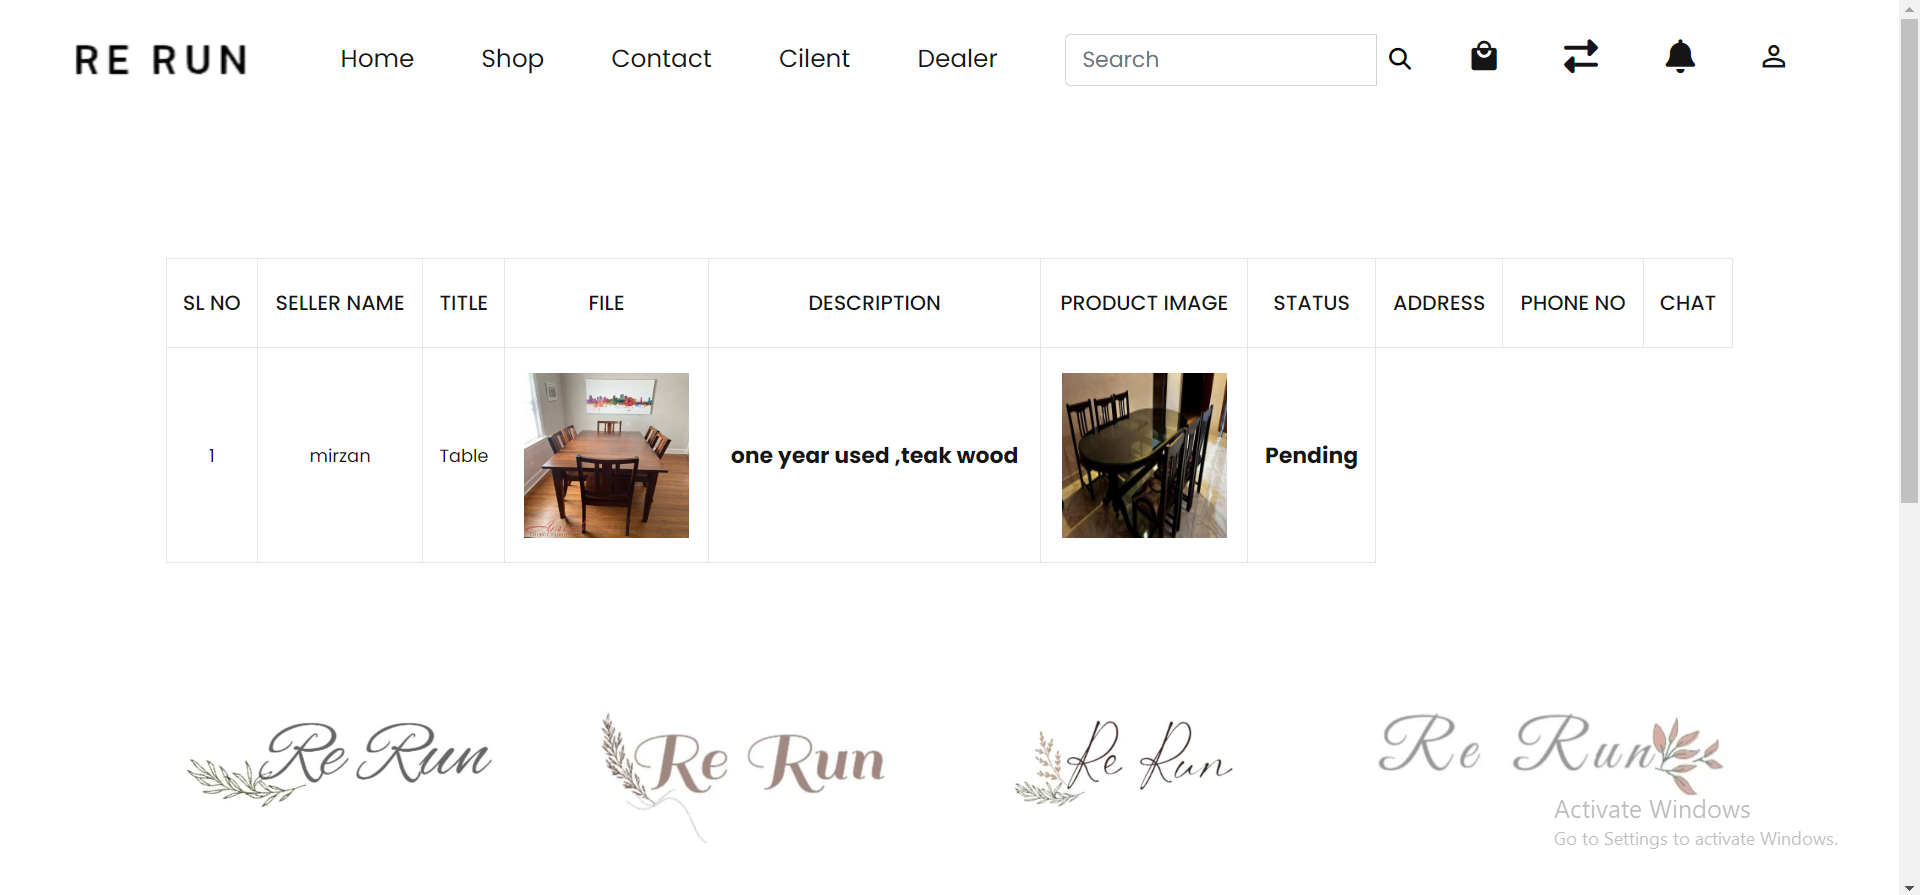 RE RUN Home Shop Contact Cilent Dealer Search
SL NO SELLER NAME TITLE FILE DESCRIPTION PRODUCT IMAGE STATUS ADDRESS PHONE NO CHAT
1 mirzan Table one year used ,teak wood Pending
Re Run Re Run Re Run Re Run
Activate Windows
Go to Settings to activate Windows.